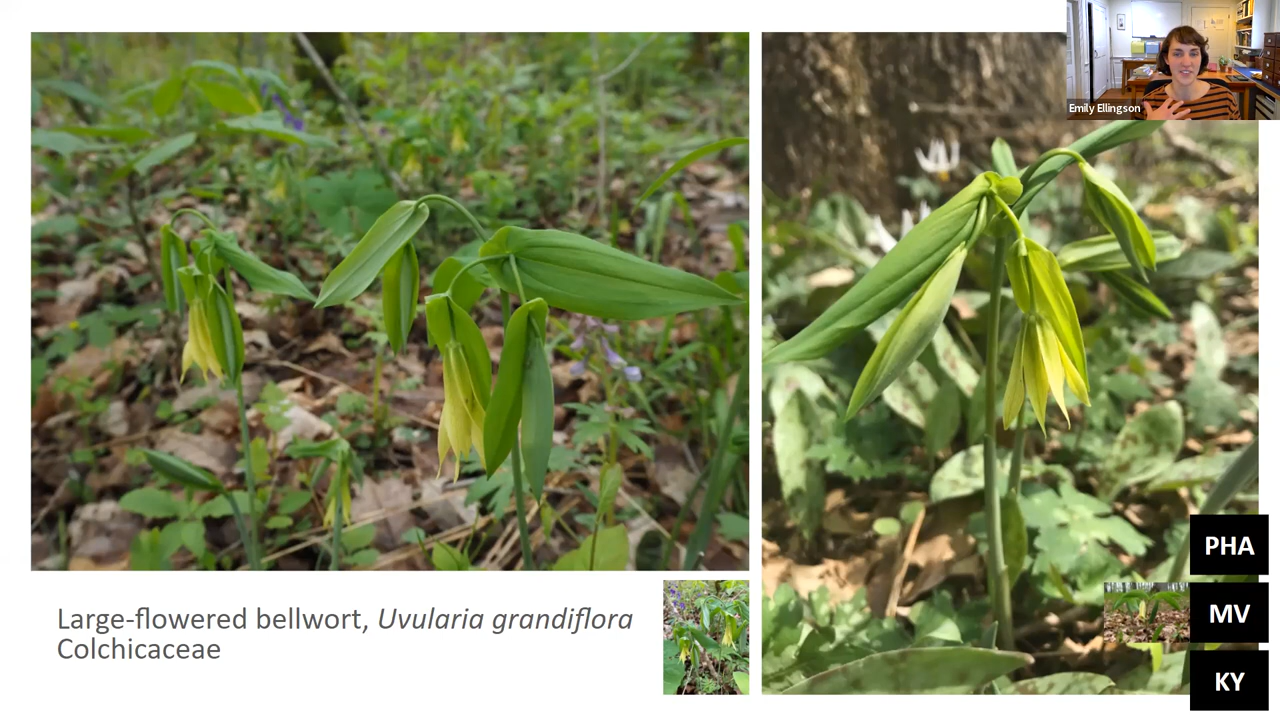 Emily Ellingson
Large-flowered bellwort, Uvularia grandiflora
Colchicaceae
PHA
MV
KY